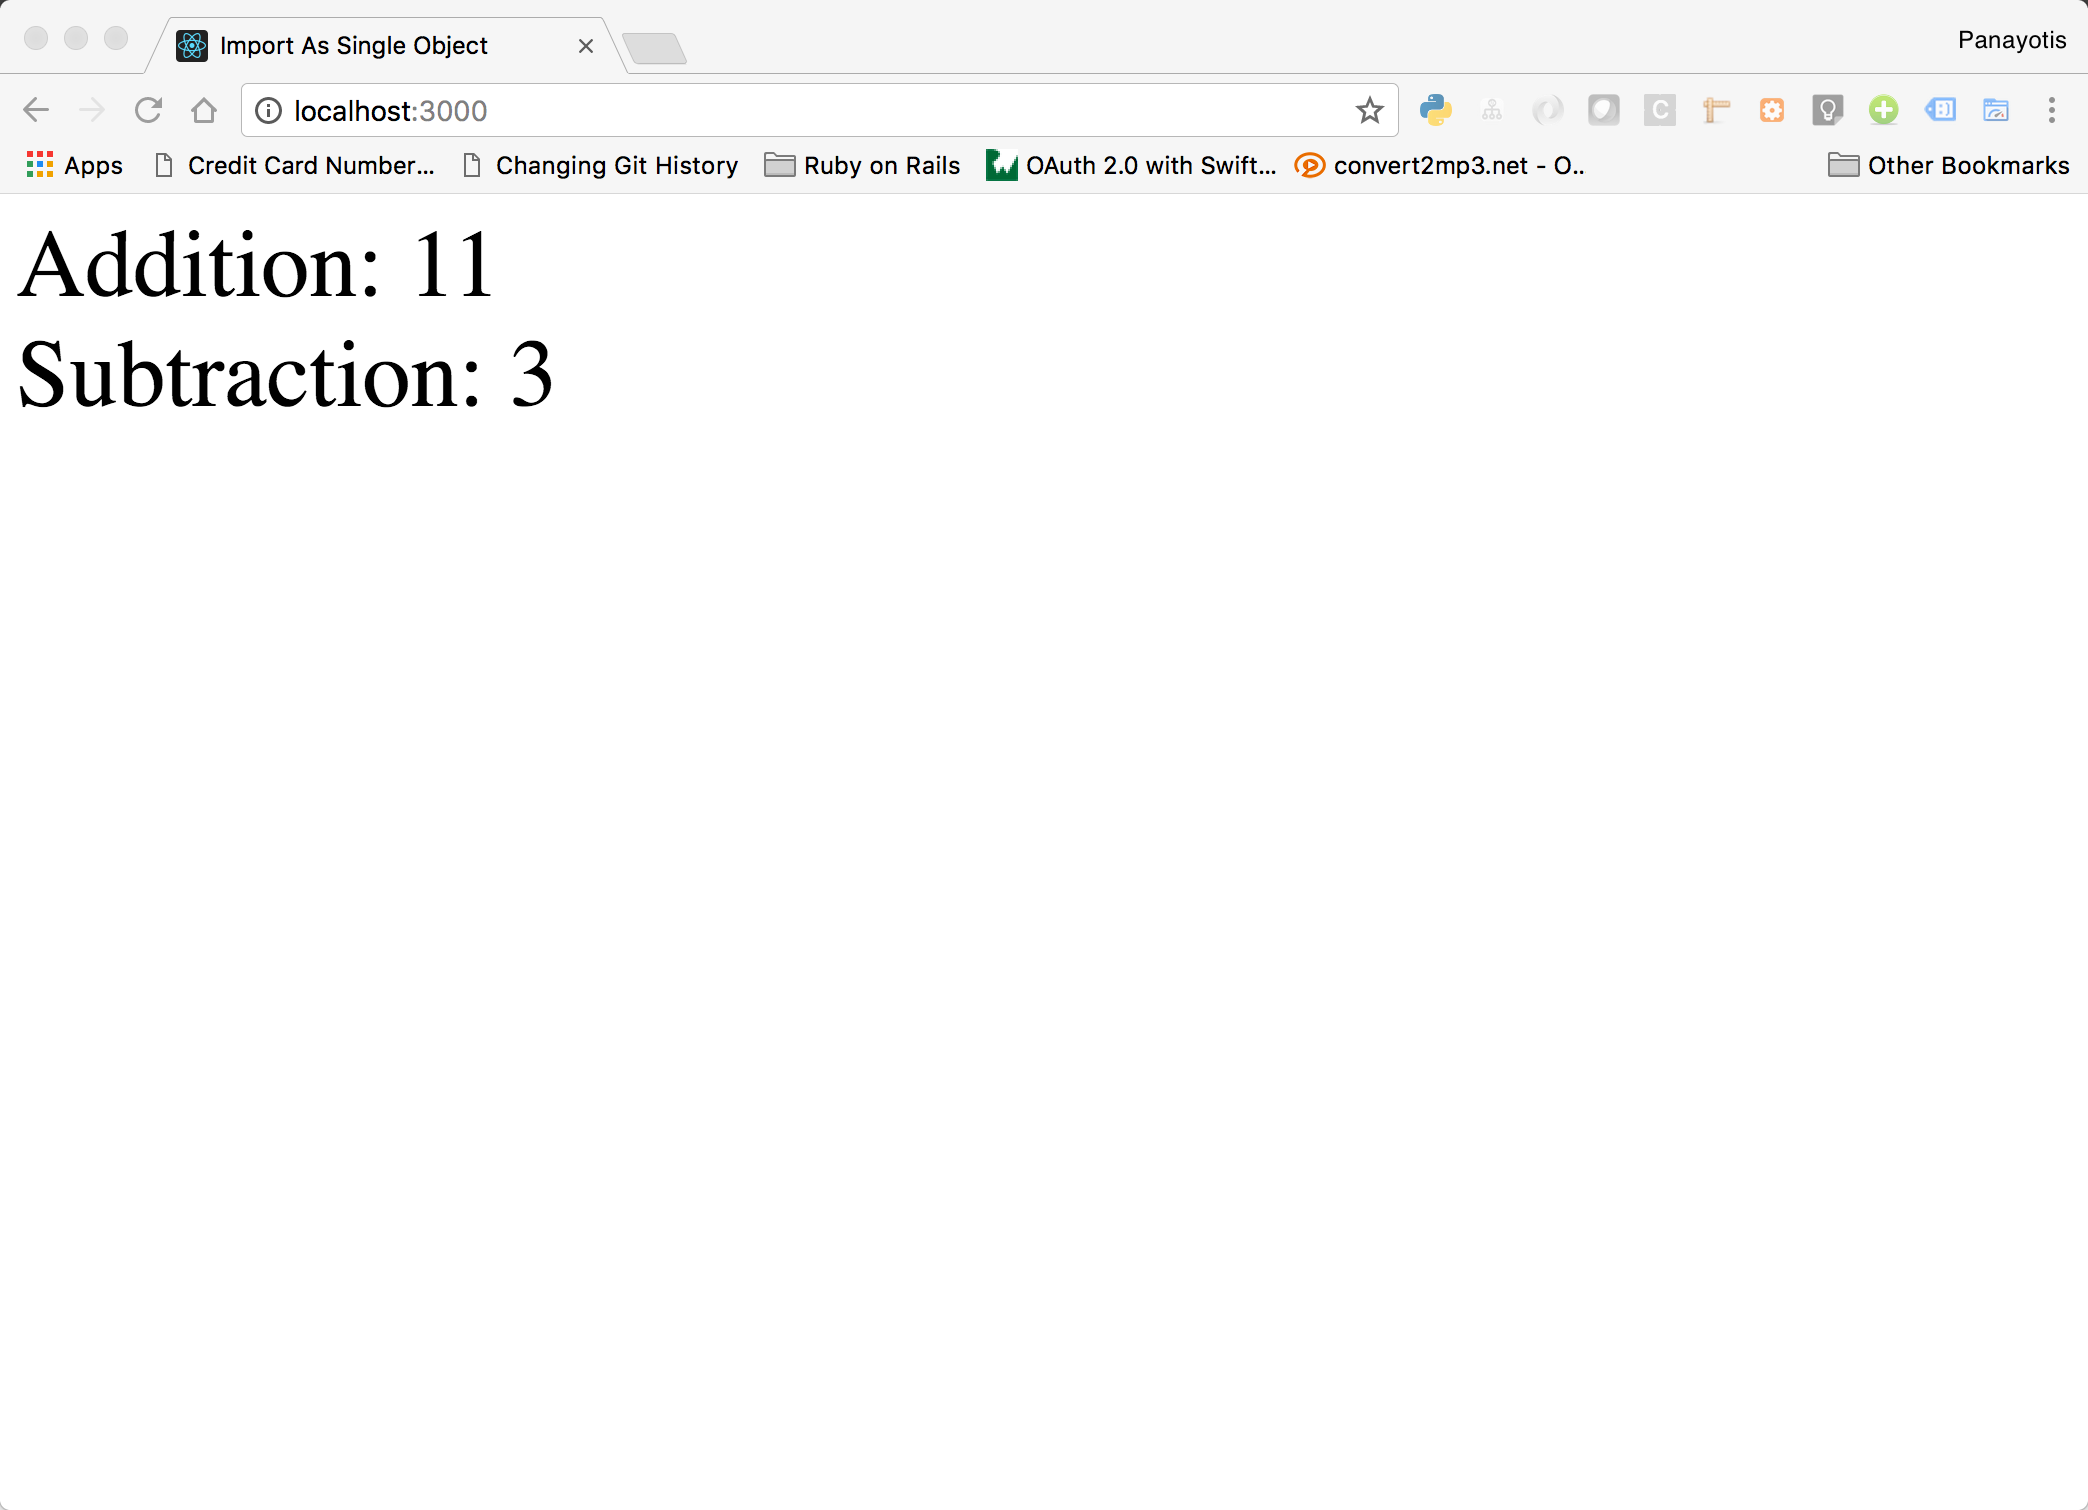 Import As Single Object
Panayotis
localhost:3000
C
Apps
Credit Card Number...
Changing Git History
Ruby on Rails
OAuth 2.0 with Swift...
convert2mp3.net - O..
Other Bookmarks
Addition: 11
Subtraction: 3